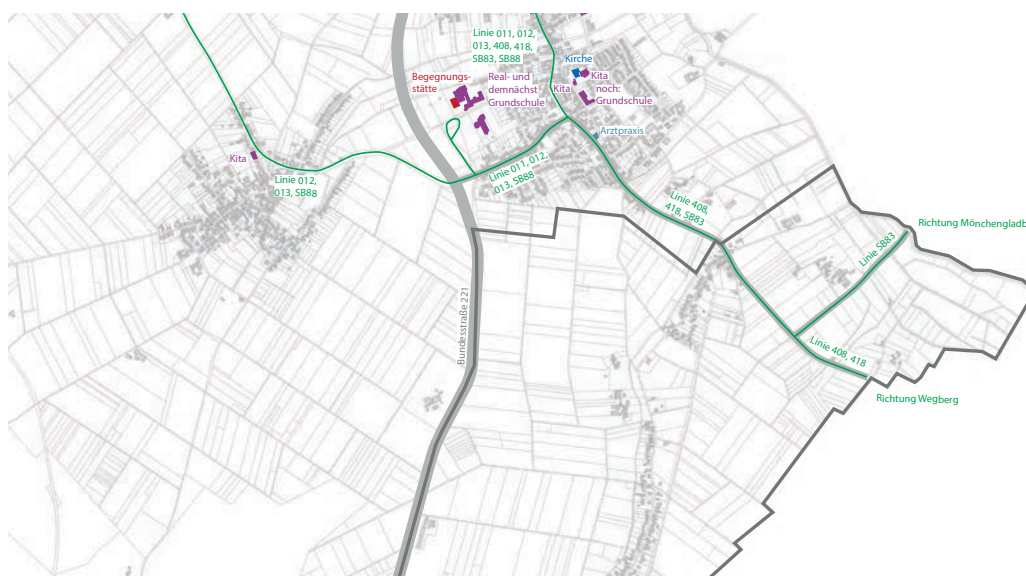 Linie 011, 012,
013, 408, 418,
SB83, SB88
Kirche
Begegnungs-
stätte
Real- und
demnächst
Grundschule
Kita
Kita
noch:
Grundschule
Arztpraxis
Kita
Linie 012,
013, SB88
Linie 011, 012,
013, SB88
Linie 408,
418, SB83
Richtung Mönchengladb
Linie SB83
Bundesstraße 221
Linie 408, 418
Richtung Wegberg